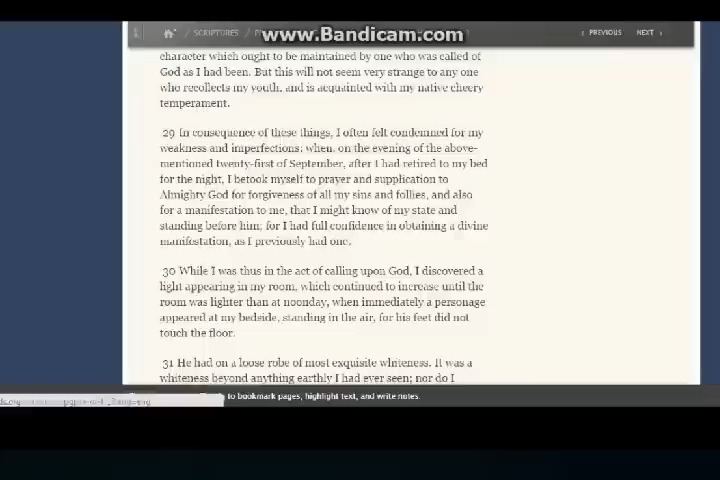 www.Bandicam.com
SCRIPTURES /
PREVIOUS
NEXT
character which ought to be maintained by one who was called of
God as I had been. But this will not seem very strange to any one
who recollects my youth, and is acquainted with my native cheery
temperament.
29 In consequence of these things, I often felt condemned for my
weakness and imperfections; when, on the evening of the above-
mentioned twenty-first of September, after I had retired to my bed
for the night, I betook myself to prayer and supplication to
Almighty God for forgiveness of all my sins and follies, and also
for a manifestation to me, that I might know of my state and
standing before him; for I had full confidence in obtaining a divine
manifestation, as I previously had one.
30 While I was thus in the act of calling upon God, I discovered a
light appearing in my room, which continued to increase until the
room was lighter than at noonday, when immediately a personage
appeared at my bedside, standing in the air, for his feet did not
touch the floor.
31 He had on a loose robe of most exquisite whiteness. It was a
whiteness beyond anything earthly I had ever seen; nor do I
to bookmark pages, highlight text, and write notes.